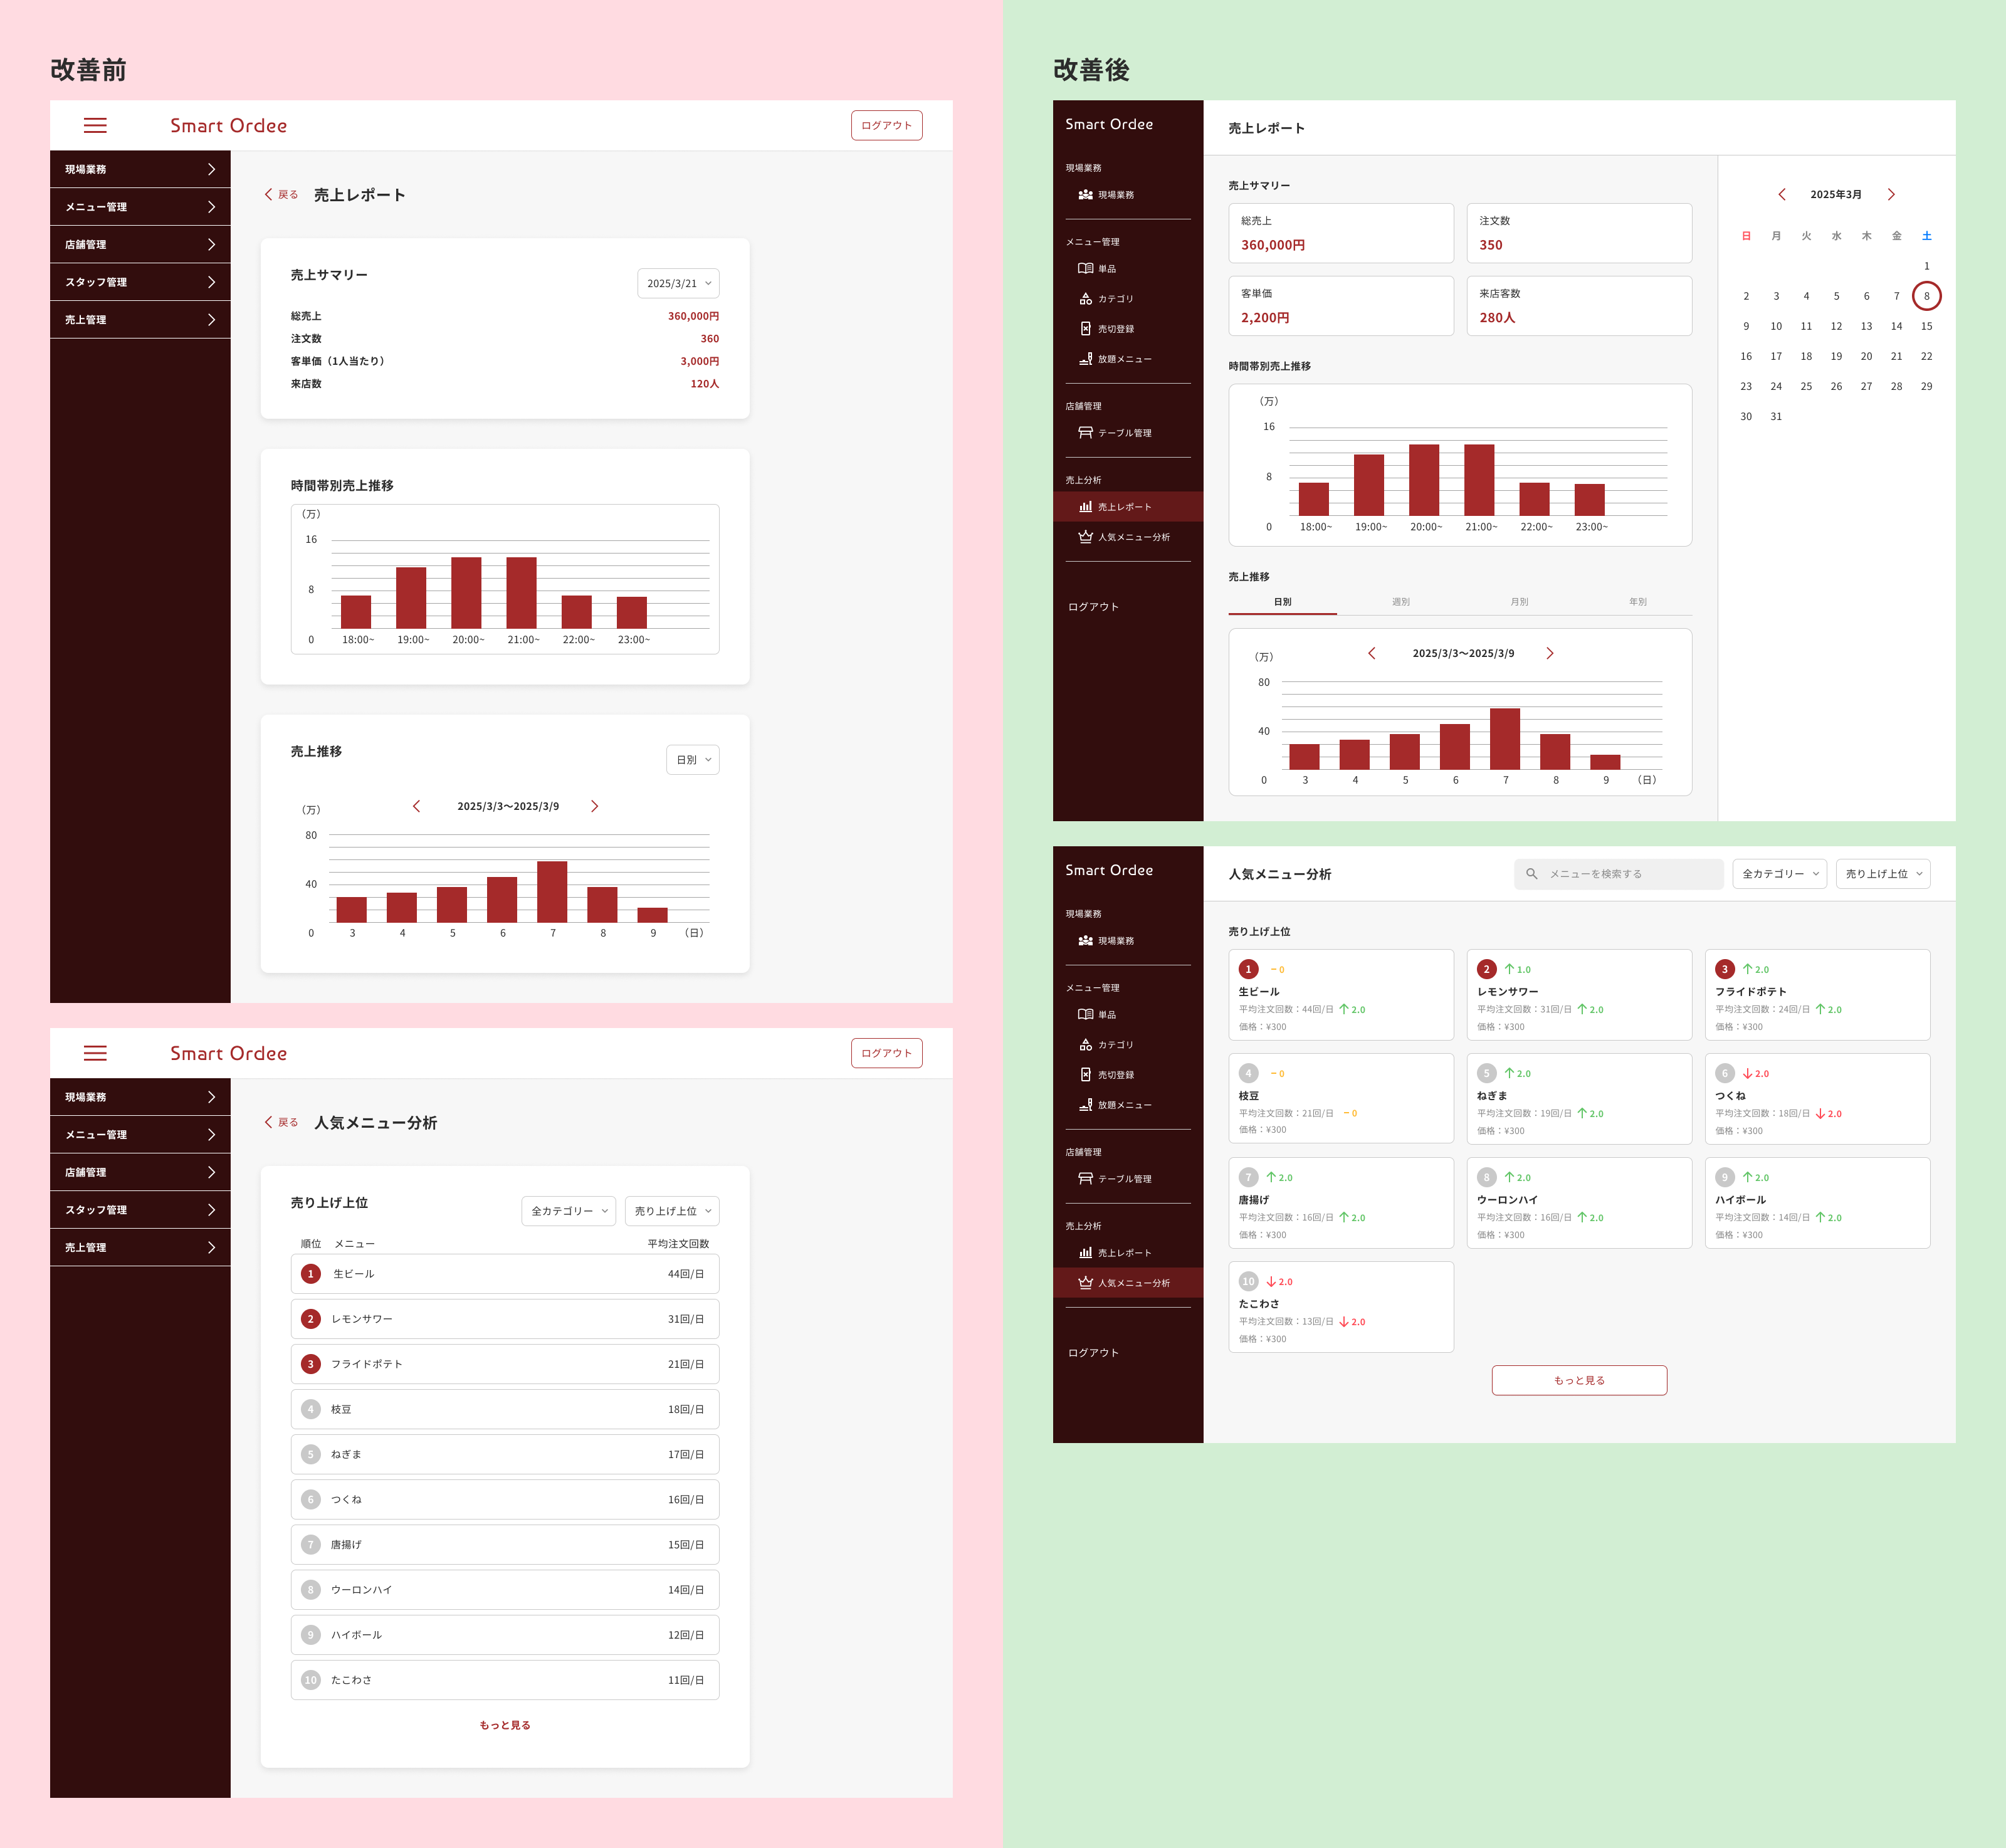 改善前
Smart Ordee
ログアウト
現場業務
メニュー管理
店舗管理
スタッフ管理
売上管理
戻る 売上レポート
売上サマリー
2025/3/21
総売上 360,000円
注文数 360
客単価（1人当たり） 3,000円
来店数 120人
時間帯別売上推移
（万）
16
8
0 18:00~ 19:00~ 20:00~ 21:00~ 22:00~ 23:00~
売上推移
日別
（万） 2025/3/3〜2025/3/9
80
40
0 3 4 5 6 7 8 9 （日）
Smart Ordee
ログアウト
現場業務
メニュー管理
店舗管理
スタッフ管理
売上管理
戻る 人気メニュー分析
売り上げ上位
全カテゴリー 売り上げ上位
順位 メニュー 平均注文回数
1 生ビール 44回/日
2 レモンサワー 31回/日
3 フライドポテト 21回/日
4 枝豆 18回/日
5 ねぎま 17回/日
6 つくね 16回/日
7 唐揚げ 15回/日
8 ウーロンハイ 14回/日
9 ハイボール 12回/日
10 たこわさ 11回/日
もっと見る
改善後
Smart Ordee
現場業務
現場業務
メニュー管理
単品
カテゴリ
売切登録
放題メニュー
店舗管理
テーブル管理
売上分析
売上レポート
人気メニュー分析
ログアウト
売上レポート
売上サマリー
総売上
360,000円
注文数
350
客単価
2,200円
来店客数
280人
時間帯別売上推移
（万）
16
8
0 18:00~ 19:00~ 20:00~ 21:00~ 22:00~ 23:00~
売上推移
日別 週別 月別 年別
（万） 2025/3/3〜2025/3/9
80
40
0 3 4 5 6 7 8 9 （日）
2025年3月
日 月 火 水 木 金 土
1
2 3 4 5 6 7 8
9 10 11 12 13 14 15
16 17 18 19 20 21 22
23 24 25 26 27 28 29
30 31
Smart Ordee
現場業務
現場業務
メニュー管理
単品
カテゴリ
売切登録
放題メニュー
店舗管理
テーブル管理
売上分析
売上レポート
人気メニュー分析
ログアウト
人気メニュー分析
メニューを検索する
全カテゴリー 売り上げ上位
売り上げ上位
1 0
生ビール
平均注文回数：44回/日 2.0
価格：¥300
2 1.0
レモンサワー
平均注文回数：31回/日 2.0
価格：¥300
3 2.0
フライドポテト
平均注文回数：24回/日 2.0
価格：¥300
4 0
枝豆
平均注文回数：21回/日 0
価格：¥300
5 2.0
ねぎま
平均注文回数：19回/日 2.0
価格：¥300
6 2.0
つくね
平均注文回数：18回/日 2.0
価格：¥300
7 2.0
唐揚げ
平均注文回数：16回/日 2.0
価格：¥300
8 2.0
ウーロンハイ
平均注文回数：16回/日 2.0
価格：¥300
9 2.0
ハイボール
平均注文回数：14回/日 2.0
価格：¥300
10 2.0
たこわさ
平均注文回数：13回/日 2.0
価格：¥300
もっと見る